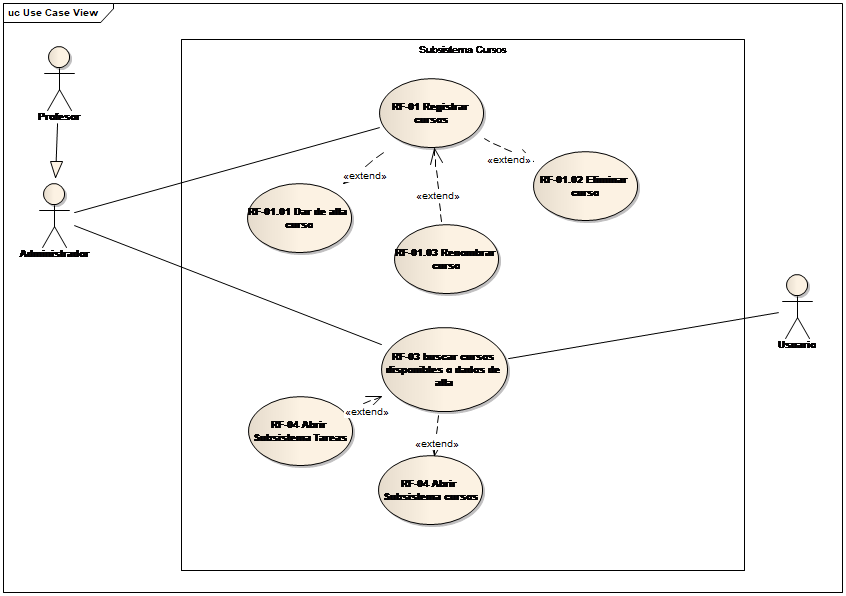 uc Use Case View
Subsistema Cursos
Profesor
RF-01 Registrar
cursos
«extend»
«extend»
«extend»
RF-01.02 Eliminar
curso
RF-01.01 Dar de alta
curso
RF-01.03 Renombrar
curso
Administrador
Usuario
RF-03 buscar cursos
disponibles o dados de
alta
«extend»
RF-04 Abrir
Subsistema Tareas
«extend»
RF-04 Abrir
Subsistema cursos